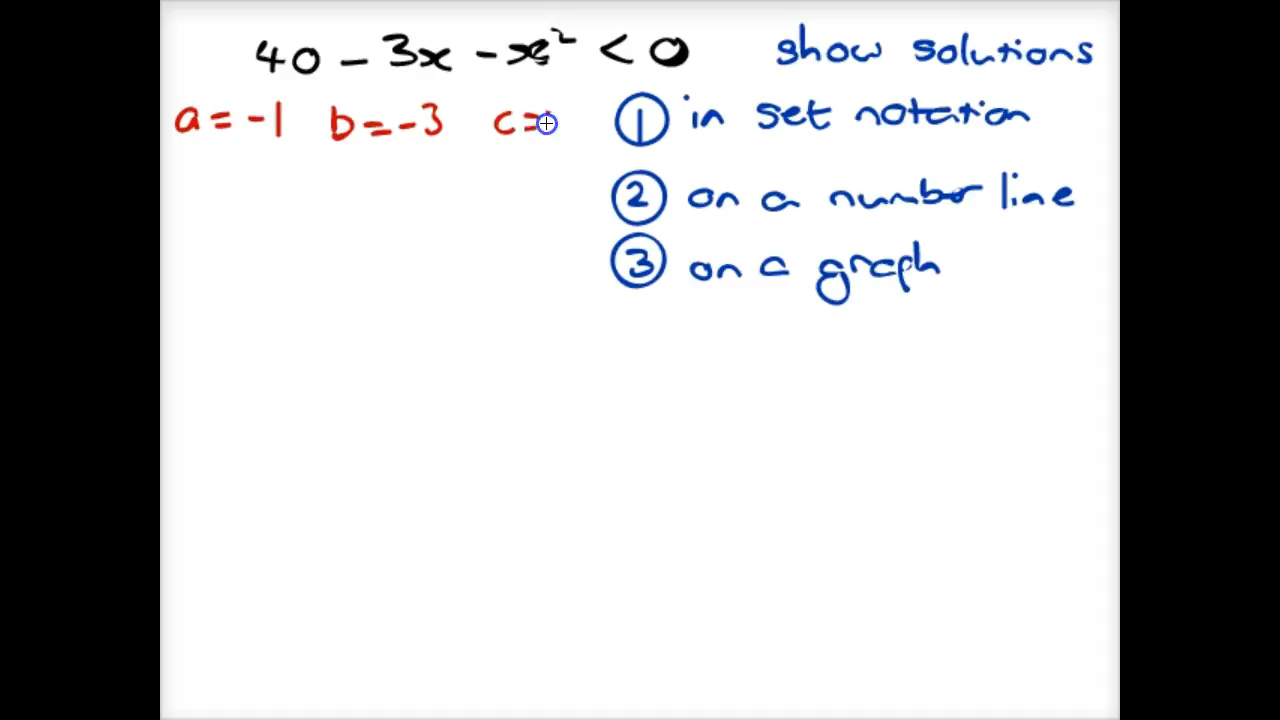 40 - 3x - x² < 0 show solutions
a = -1 b = -3 c = ① in set notation
② on a number line
③ on a graph